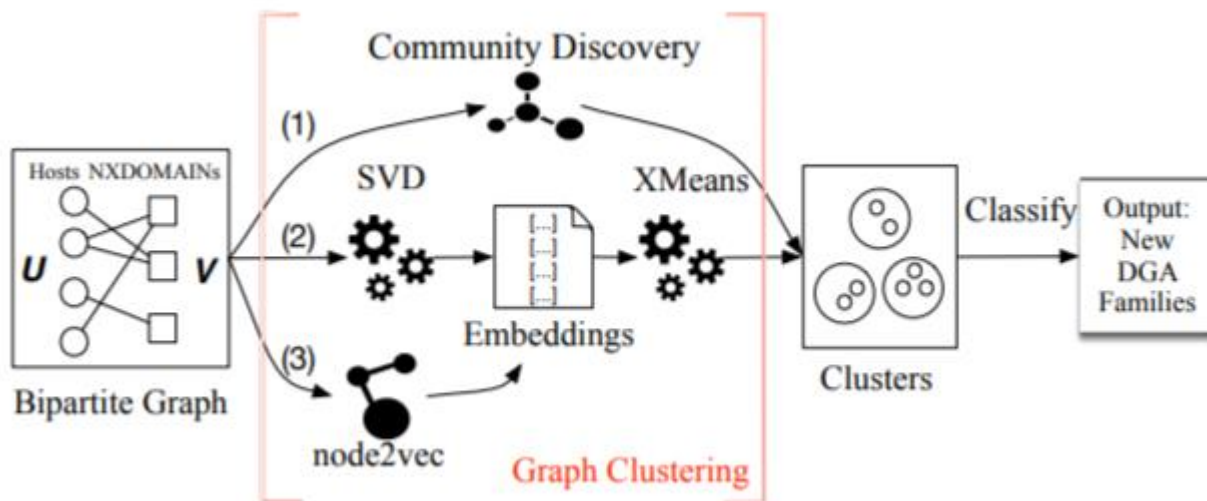 Community Discovery
(1)
Hosts NXDOMAINs
U
V
Bipartite Graph
(2)
SVD
[...]
[...]
[...]
[...]
Embeddings
XMeans
(3)
node2vec
Graph Clustering
Clusters
Classify
Output:
New
DGA
Families